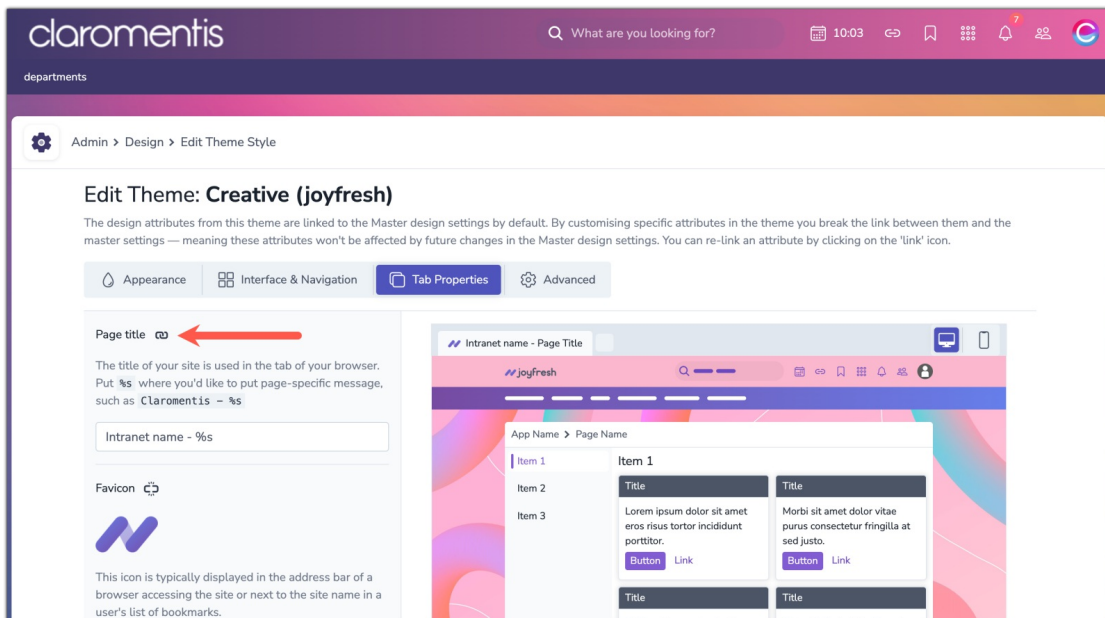 claromentis
What are you looking for?
10:03
7
departments
Admin > Design > Edit Theme Style
Edit Theme: Creative (joyfresh)
The design attributes from this theme are linked to the Master design settings by default. By customising specific attributes in the theme you break the link between them and the
master settings — meaning these attributes won't be affected by future changes in the Master design settings. You can re-link an attribute by clicking on the 'link' icon.
Appearance
Interface & Navigation
Tab Properties
Advanced
Page title
The title of your site is used in the tab of your browser.
Put %s where you'd like to put page-specific message,
such as Claromentis - %s
Intranet name - %s
Favicon
This icon is typically displayed in the address bar of a
browser accessing the site or next to the site name in a
user's list of bookmarks.
Intranet name - Page Title
joyfresh
App Name > Page Name
Item 1
Item 2
Item 3
Item 1
Title
Lorem ipsum dolor sit amet
eros risus tortor incididunt
porttitor.
Button Link
Title
Morbi sit amet dolor vitae
purus consectetur fringilla at
sed justo.
Button Link
Title
Title